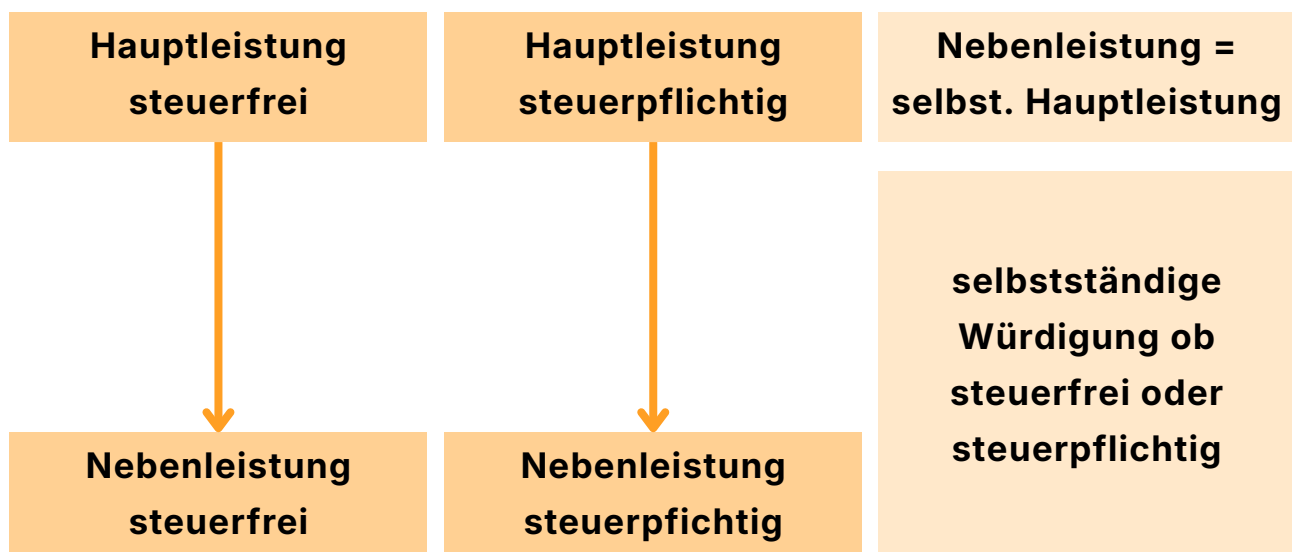 Hauptleistung
steuerfrei
Nebenleistung
steuerfrei
Hauptleistung
steuerpflichtig
Nebenleistung
steuerpfichtig
Nebenleistung =
selbst. Hauptleistung
selbstständige
Würdigung ob
steuerfrei oder
steuerpflichtig